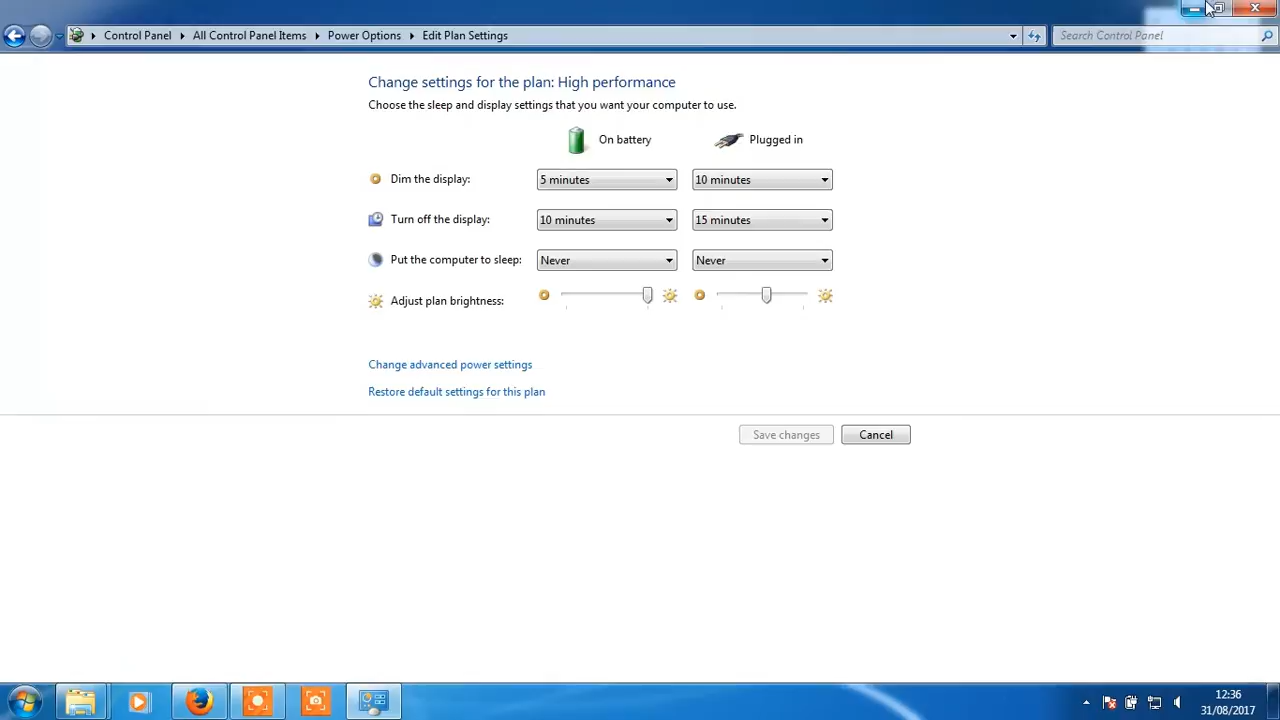 Control Panel All Control Panel Items Power Options Edit Plan Settings Search Control Panel
Change settings for the plan: High performance
Choose the sleep and display settings that you want your computer to use.
On battery Plugged in
Dim the display: 5 minutes 10 minutes
Turn off the display: 10 minutes 15 minutes
Put the computer to sleep: Never Never
Adjust plan brightness:
Change advanced power settings
Restore default settings for this plan
Save changes Cancel
12:36
31/08/2017